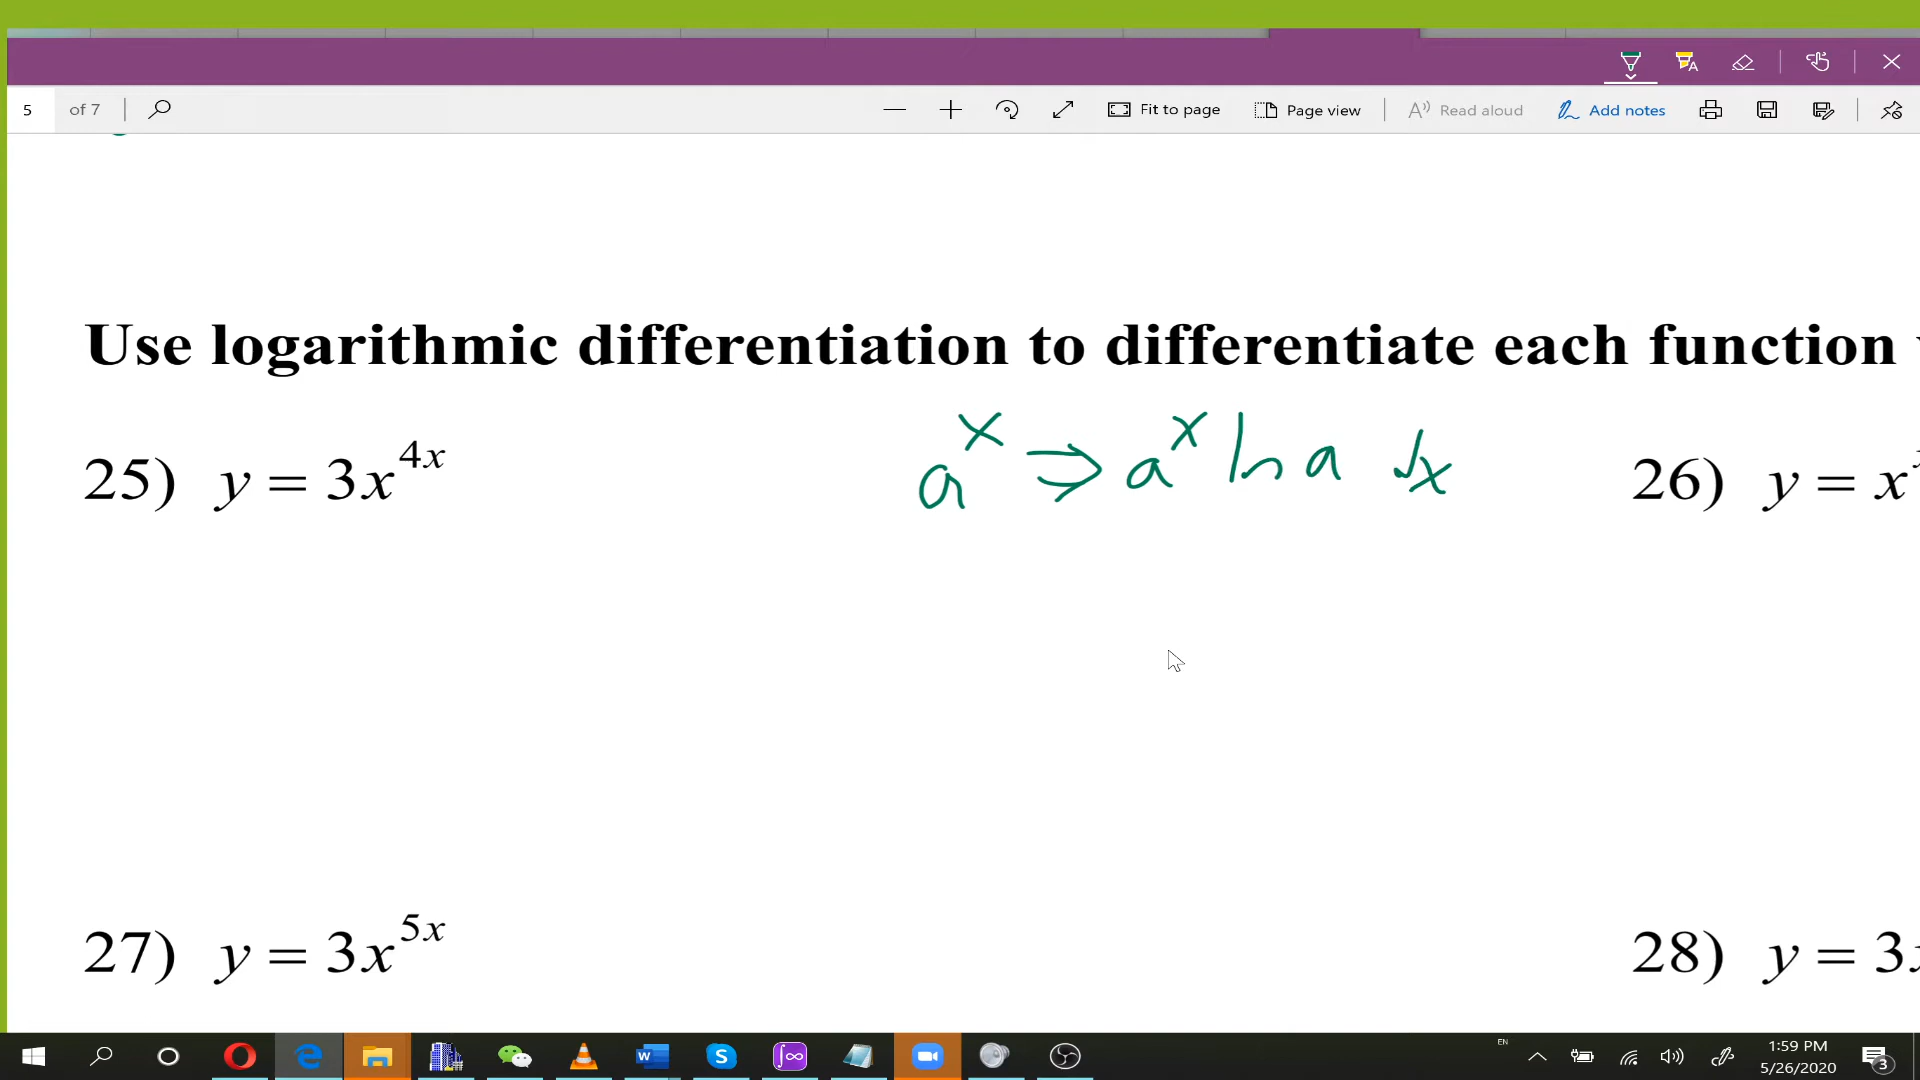 5 of 7 Fit to page Page view Read aloud Add notes
Use logarithmic differentiation to differentiate each function
25) y = 3x^{4x} a^x ⇒ a^x ln a dx 26) y = x
27) y = 3x^{5x} 28) y = 3
EN 1:59 PM
5/26/2020 3